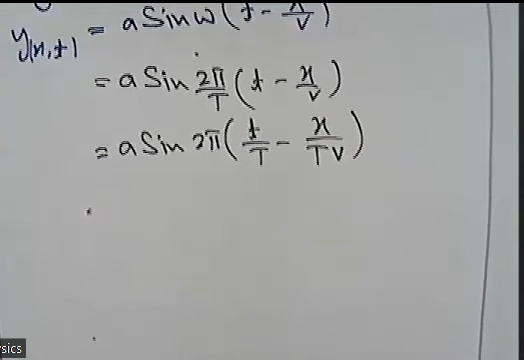 y(x,t) = a Sin ω (t - x/v)
= a Sin 2π/T (t - x/v)
= a Sin 2π (t/T - x/TV)
sics